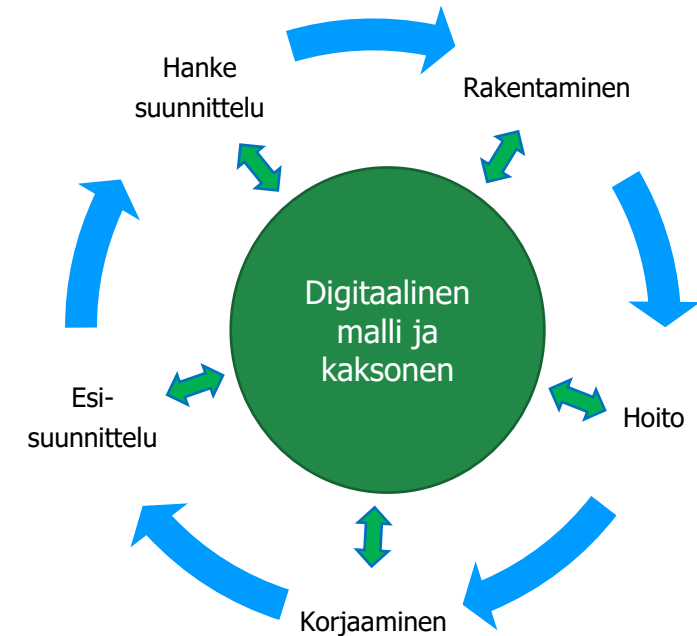 Hanke
suunnittelu
Rakentaminen
Digitaalinen
malli ja
kaksonen
Esi-
suunnittelu
Hoito
Korjaaminen